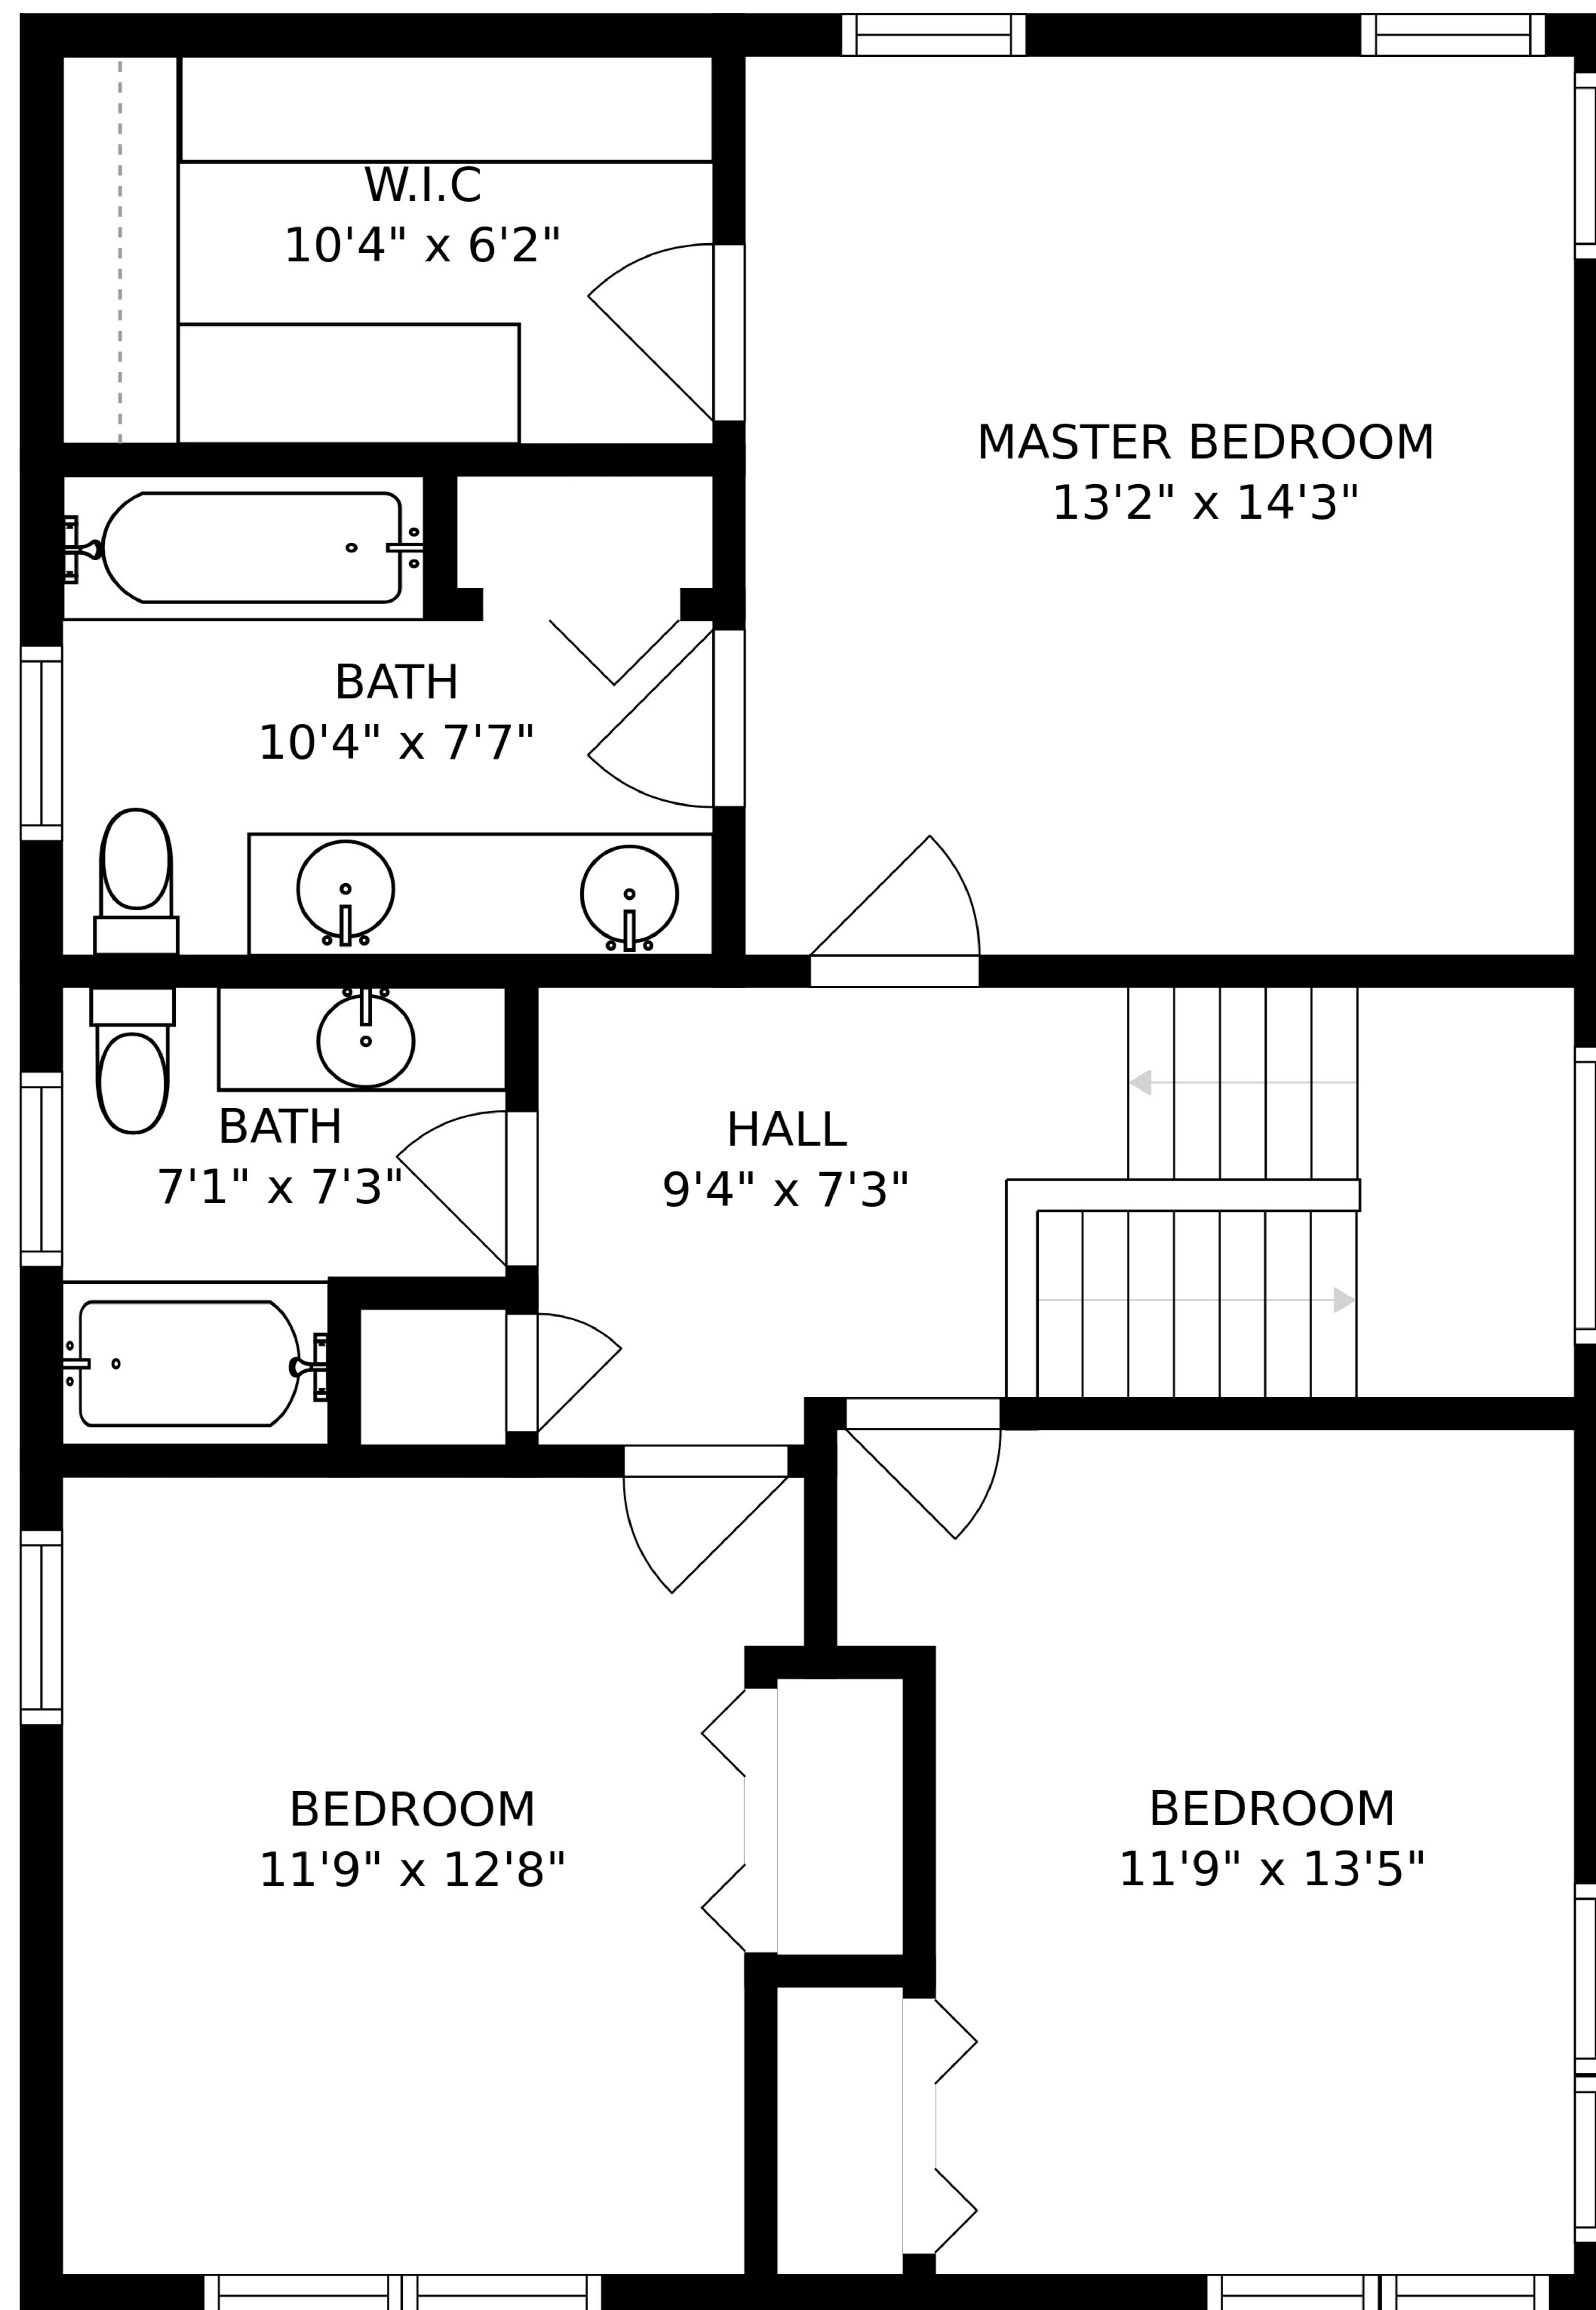 W.I.C
10'4" x 6'2"
MASTER BEDROOM
13'2" x 14'3"
BATH
10'4" x 7'7"
BATH
7'1" x 7'3"
HALL
9'4" x 7'3"
BEDROOM
11'9" x 12'8"
BEDROOM
11'9" x 13'5"